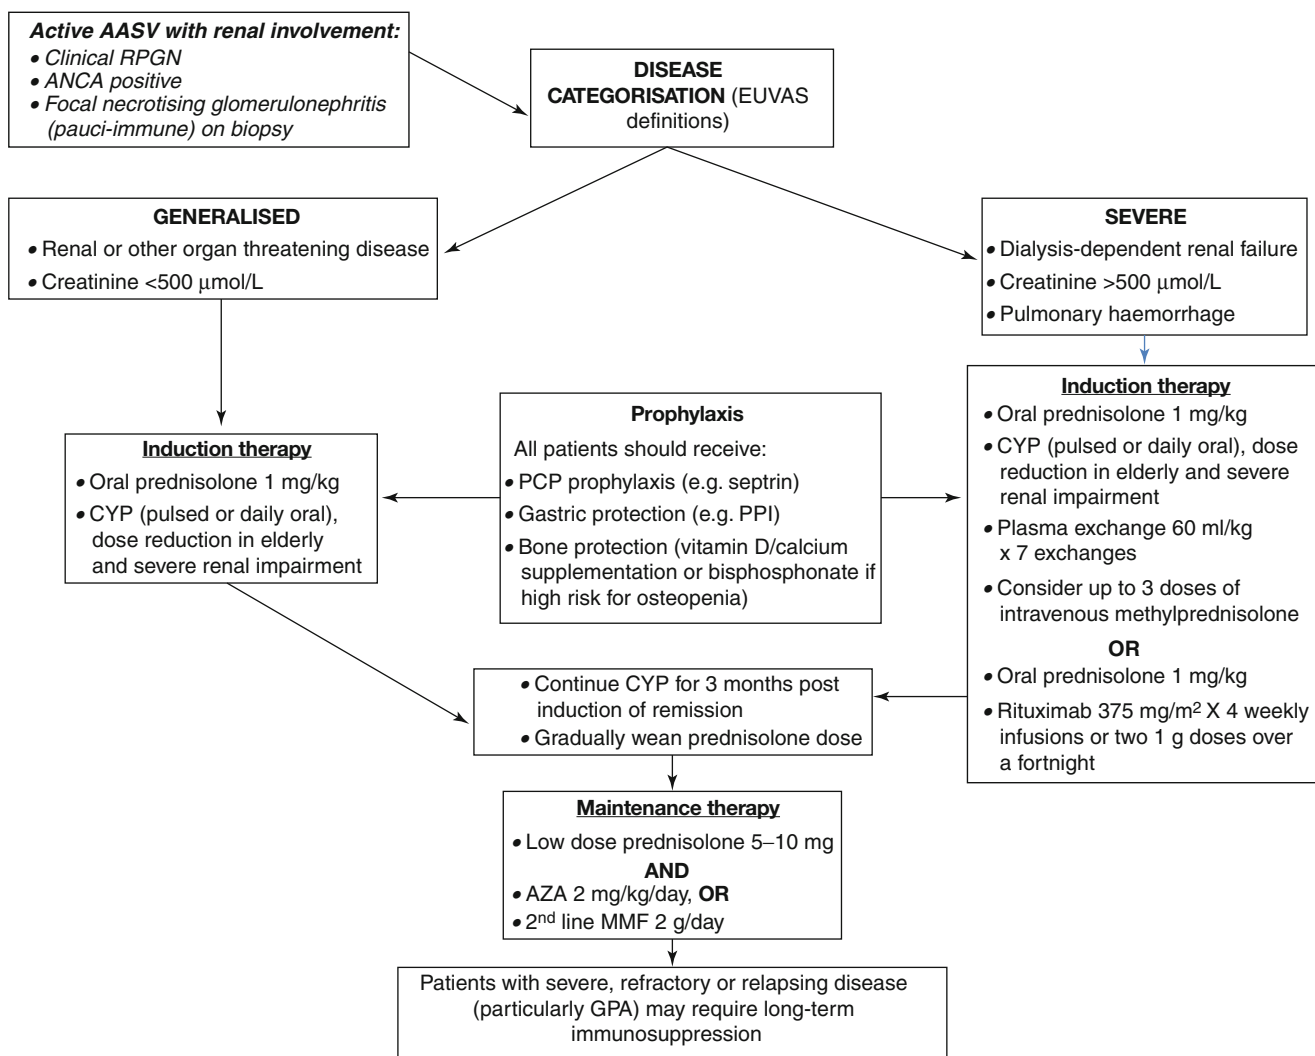 Active AASV with renal involvement:
• Clinical RPGN
• ANCA positive
• Focal necrotising glomerulonephritis
(pauci-immune) on biopsy
DISEASE
CATEGORISATION (EUVAS
definitions)
GENERALISED
• Renal or other organ threatening disease
• Creatinine <500 μmol/L
SEVERE
• Dialysis-dependent renal failure
• Creatinine >500 μmol/L
• Pulmonary haemorrhage
Induction therapy
• Oral prednisolone 1 mg/kg
• CYP (pulsed or daily oral),
dose reduction in elderly
and severe renal impairment
Prophylaxis
All patients should receive:
• PCP prophylaxis (e.g. septrin)
• Gastric protection (e.g. PPI)
• Bone protection (vitamin D/calcium
supplementation or bisphosphonate if
high risk for osteopenia)
Induction therapy
• Oral prednisolone 1 mg/kg
• CYP (pulsed or daily oral), dose
reduction in elderly and severe
renal impairment
• Plasma exchange 60 ml/kg
x 7 exchanges
• Consider up to 3 doses of
intravenous methylprednisolone
OR
• Oral prednisolone 1 mg/kg
• Rituximab 375 mg/m² X 4 weekly
infusions or two 1 g doses over
a fortnight
• Continue CYP for 3 months post
induction of remission
• Gradually wean prednisolone dose
Maintenance therapy
• Low dose prednisolone 5–10 mg
AND
• AZA 2 mg/kg/day, OR
• 2nd line MMF 2 g/day
Patients with severe, refractory or relapsing disease
(particularly GPA) may require long-term
immunosuppression